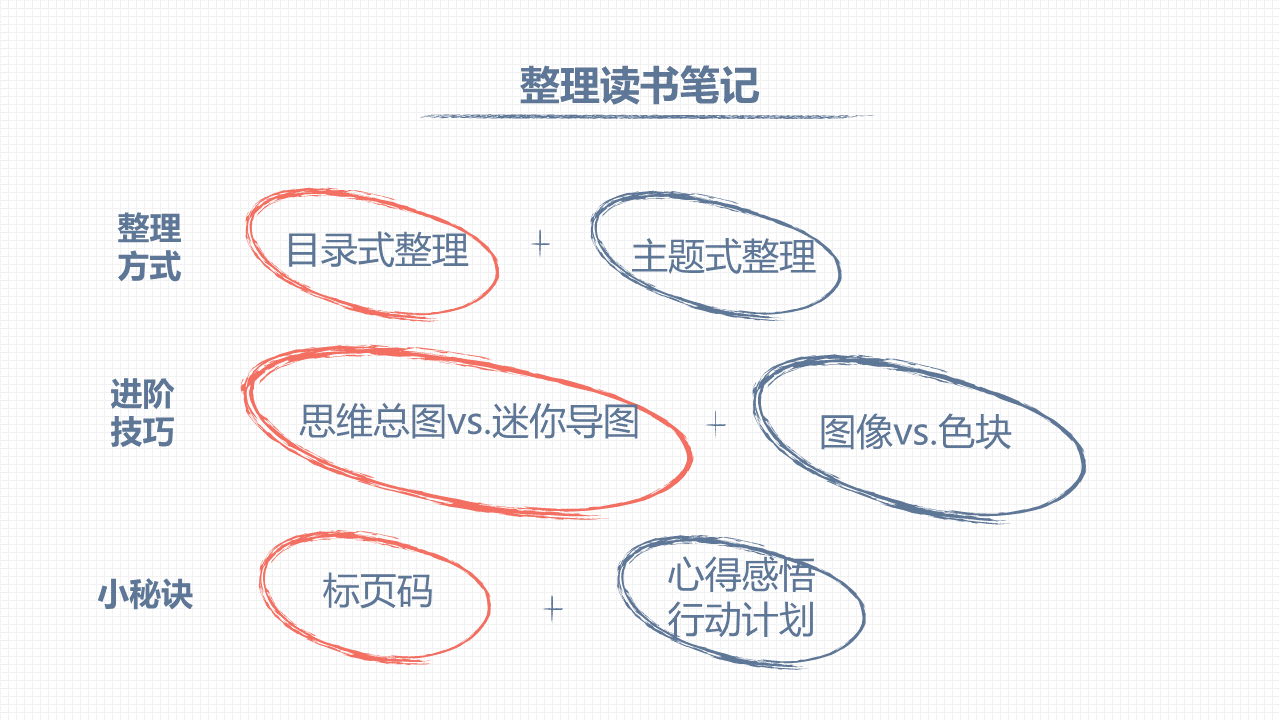 整理读书笔记
整理
方式
目录式整理
+
主题式整理
进阶
技巧
思维总图vs.迷你导图
+
图像vs.色块
小秘诀
标页码
+
心得感悟
行动计划